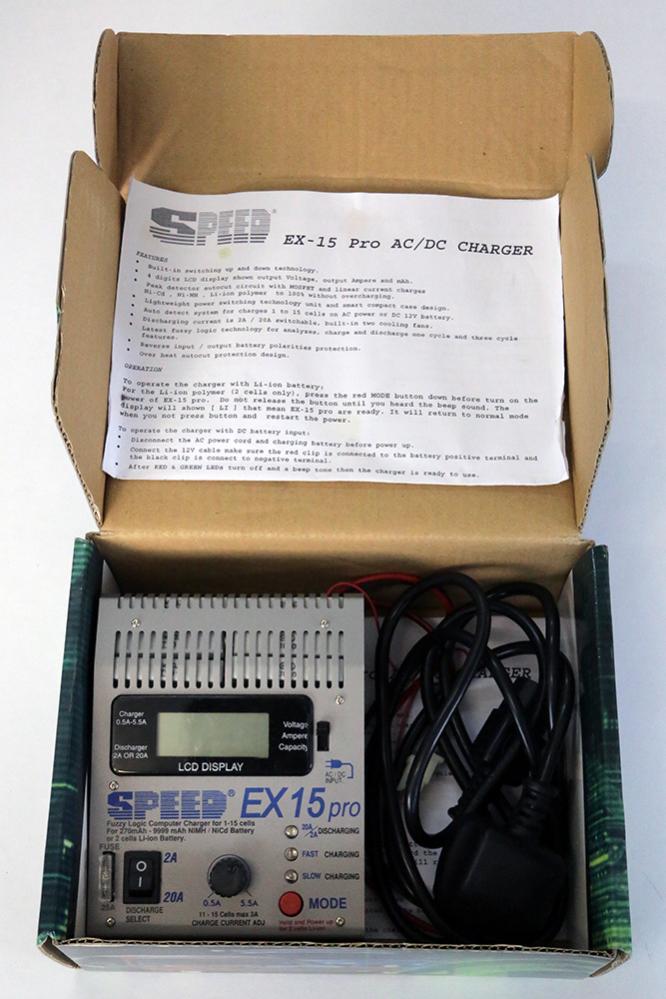 SPEED®
EX-15 Pro AC/DC CHARGER
FEATURES
• Built-in switching up and down technology.
• 4 digits LCD display shown output Voltage, output Ampere and mAh.
• Peak detector autocut circuit with MOSFET and linear current charges
Ni-Cd , Ni-MH , Li-ion polymer to 100% without overcharging.
• Lightweight power switching technology unit and smart compact case design.
• Auto detect system for charges 1 to 15 cells on AC power or DC 12V battery.
• Discharging current is 2A / 20A switchable, built-in two cooling fans.
• Latest fuzzy logic technology for analyzes, charge and discharge one cycle and three cycle
features.
• Reverse input / output battery polarities protection.
• Over heat autocut protection design.
OPERATION
To operate the charger with Li-ion battery:
For the Li-ion polymer (2 cells only), press the red MODE button down before turn on the
power of EX-15 pro. Do not release the button until you heard the beep sound. The
display will shown [ LI ] that mean EX-15 pro are ready. It will return to normal mode
when you not press button and restart the power.
To operate the charger with DC battery input:
• Disconnect the AC power cord and charging battery before power up.
• Connect the 12V cable make sure the red clip is connected to the battery positive terminal and
the black clip is connect to negative terminal.
• After RED & GREEN LEDs turn off and a beep tone then the charger is ready to use.
CHARGER
Charger
0.5A-5.5A
Discharger
2A OR 20A
Voltage
Ampere
Capacity
LCD DISPLAY
AC / DC
INPUT
SPEED® EX15 pro
Fuzzy Logic Computer Charger for 1-15 cells
For 270mAh - 9999 mAh NiMH / NiCd Battery
or 2 cells Li-ion Battery.
20A/2A DISCHARGING
FAST CHARGING
SLOW CHARGING
FUSE
25A
2A
20A
DISCHARGE
SELECT
0.5A 5.5A
11 - 15 Cells max 3A
CHARGE CURRENT ADJ
MODE
Hold and Power up
for 2 cells Li-ion